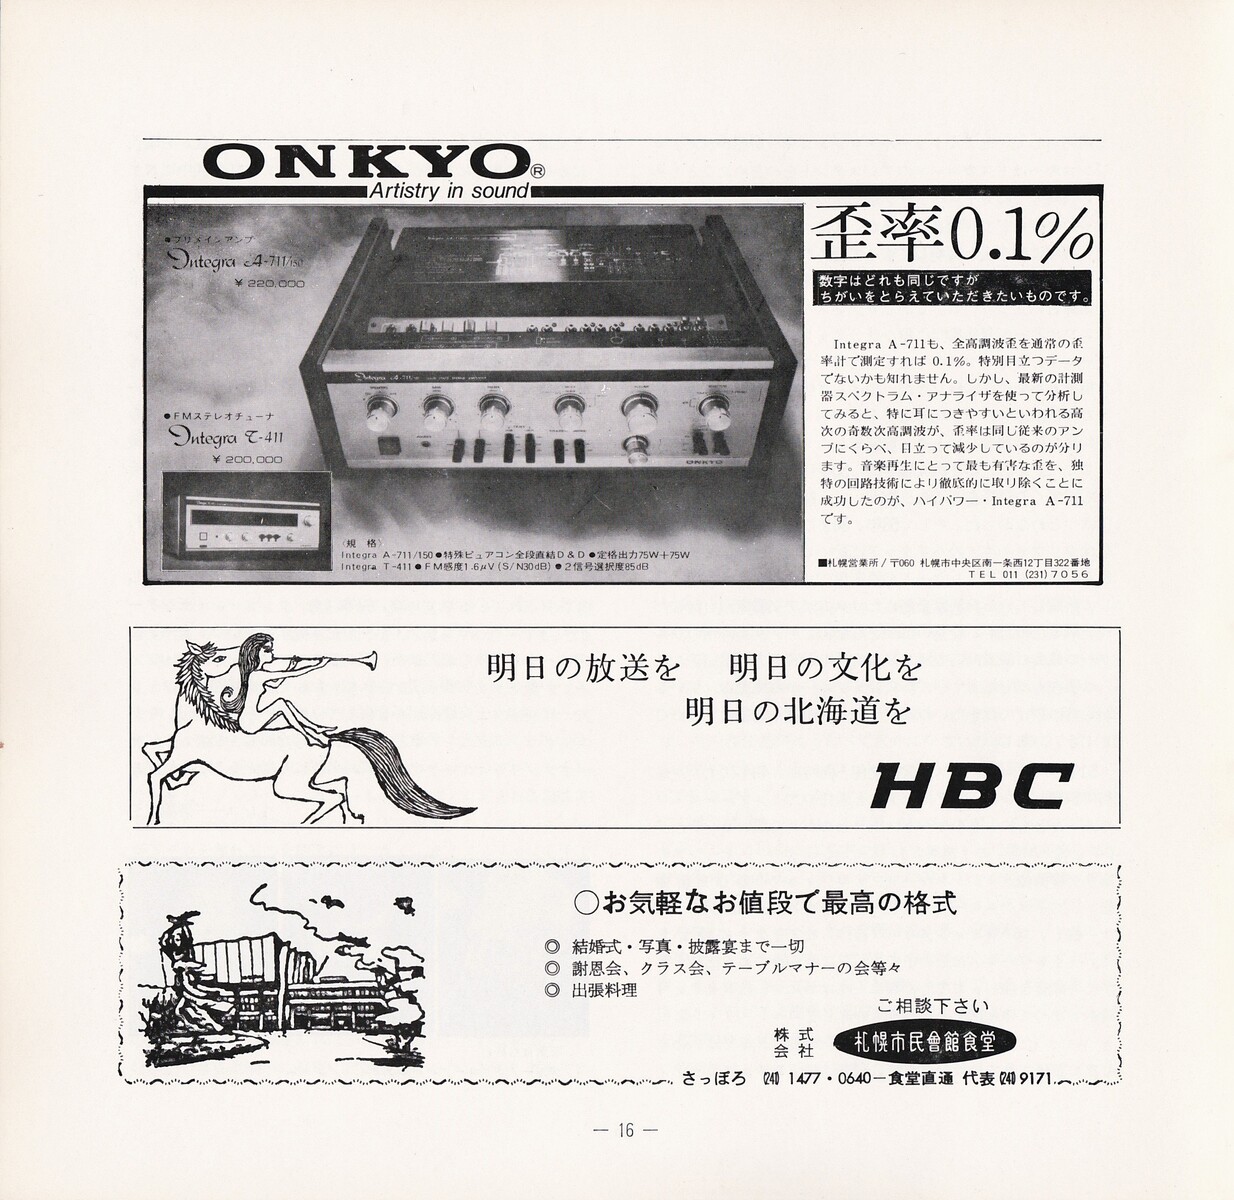 ONKYO®
Artistry in sound
●プリメインアンプ
Integra A-711/150
¥220,000
●FMステレオチューナ
Integra T-411
¥200,000
ONKYO
〈規格〉
Integra A-711/150●特殊ピュアコン全段直結D&D●定格出力75W+75W
Integra T-411●FM感度1.6μV(S/N30dB)●2信号選択度85dB
歪率0.1%
数字はどれも同じですが
ちがいをとらえていただきたいものです。
Integra A-711も、全高調波歪を通常の歪
率計で測定すれば0.1%。特別目立つデータ
でないかも知れません。しかし、最新の計測
器スペクトラム・アナライザを使って分析し
てみると、特に耳につきやすいといわれる高
次の奇数次高調波が、歪率は同じ従来のアン
プにくらべ、目立って減少しているのが分り
ます。音楽再生にとって最も有害な歪を、独
特の回路技術により徹底的に取り除くことに
成功したのが、ハイパワー・Integra A-711
です。
■札幌営業所/〒060 札幌市中央区南一条西12丁目322番地
TEL 011 (231)7056
明日の放送を 明日の文化を
明日の北海道を
HBC
○お気軽なお値段で最高の格式
◎ 結婚式・写真・披露宴まで一切
◎ 謝恩会、クラス会、テーブルマナーの会等々
◎ 出張料理
ご相談下さい
株式会社 札幌市民會館食堂
さっぽろ (241) 1477・0640ー食堂直通 代表(241)9171
— 16 —